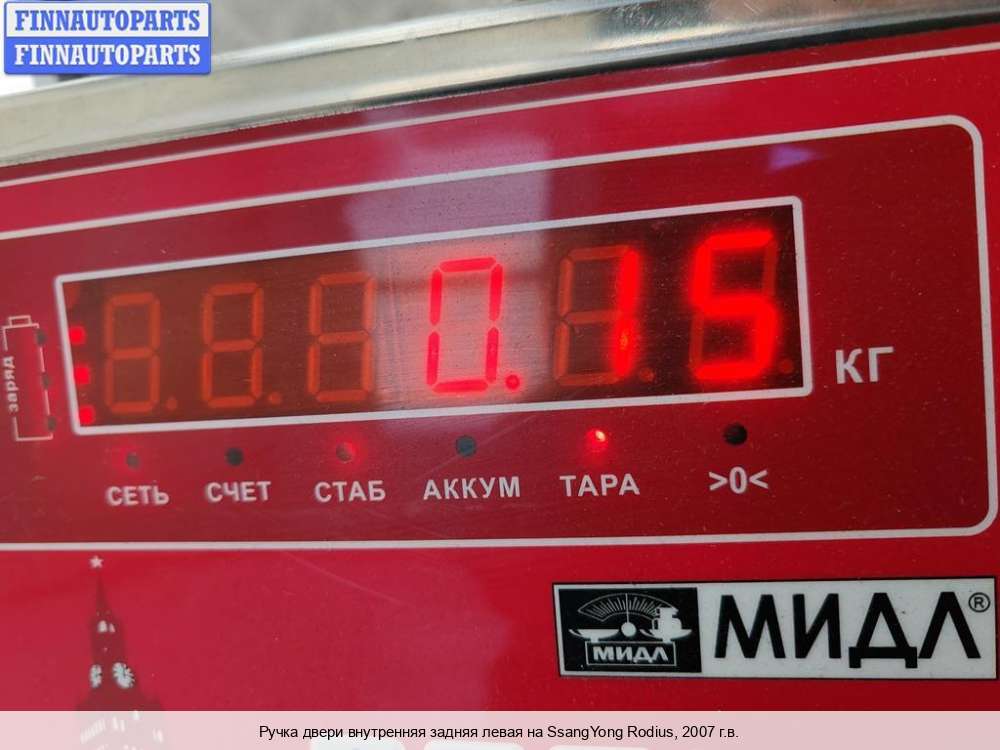 FINNAUTOPARTS
FINNAUTOPARTS
заряд
0.15 КГ
СЕТЬ СЧЕТ СТАБ АККУМ ТАРА >0<
МИДЛ МИДЛ®
Ручка двери внутренняя задняя левая на SsangYong Rodius, 2007 г.в.